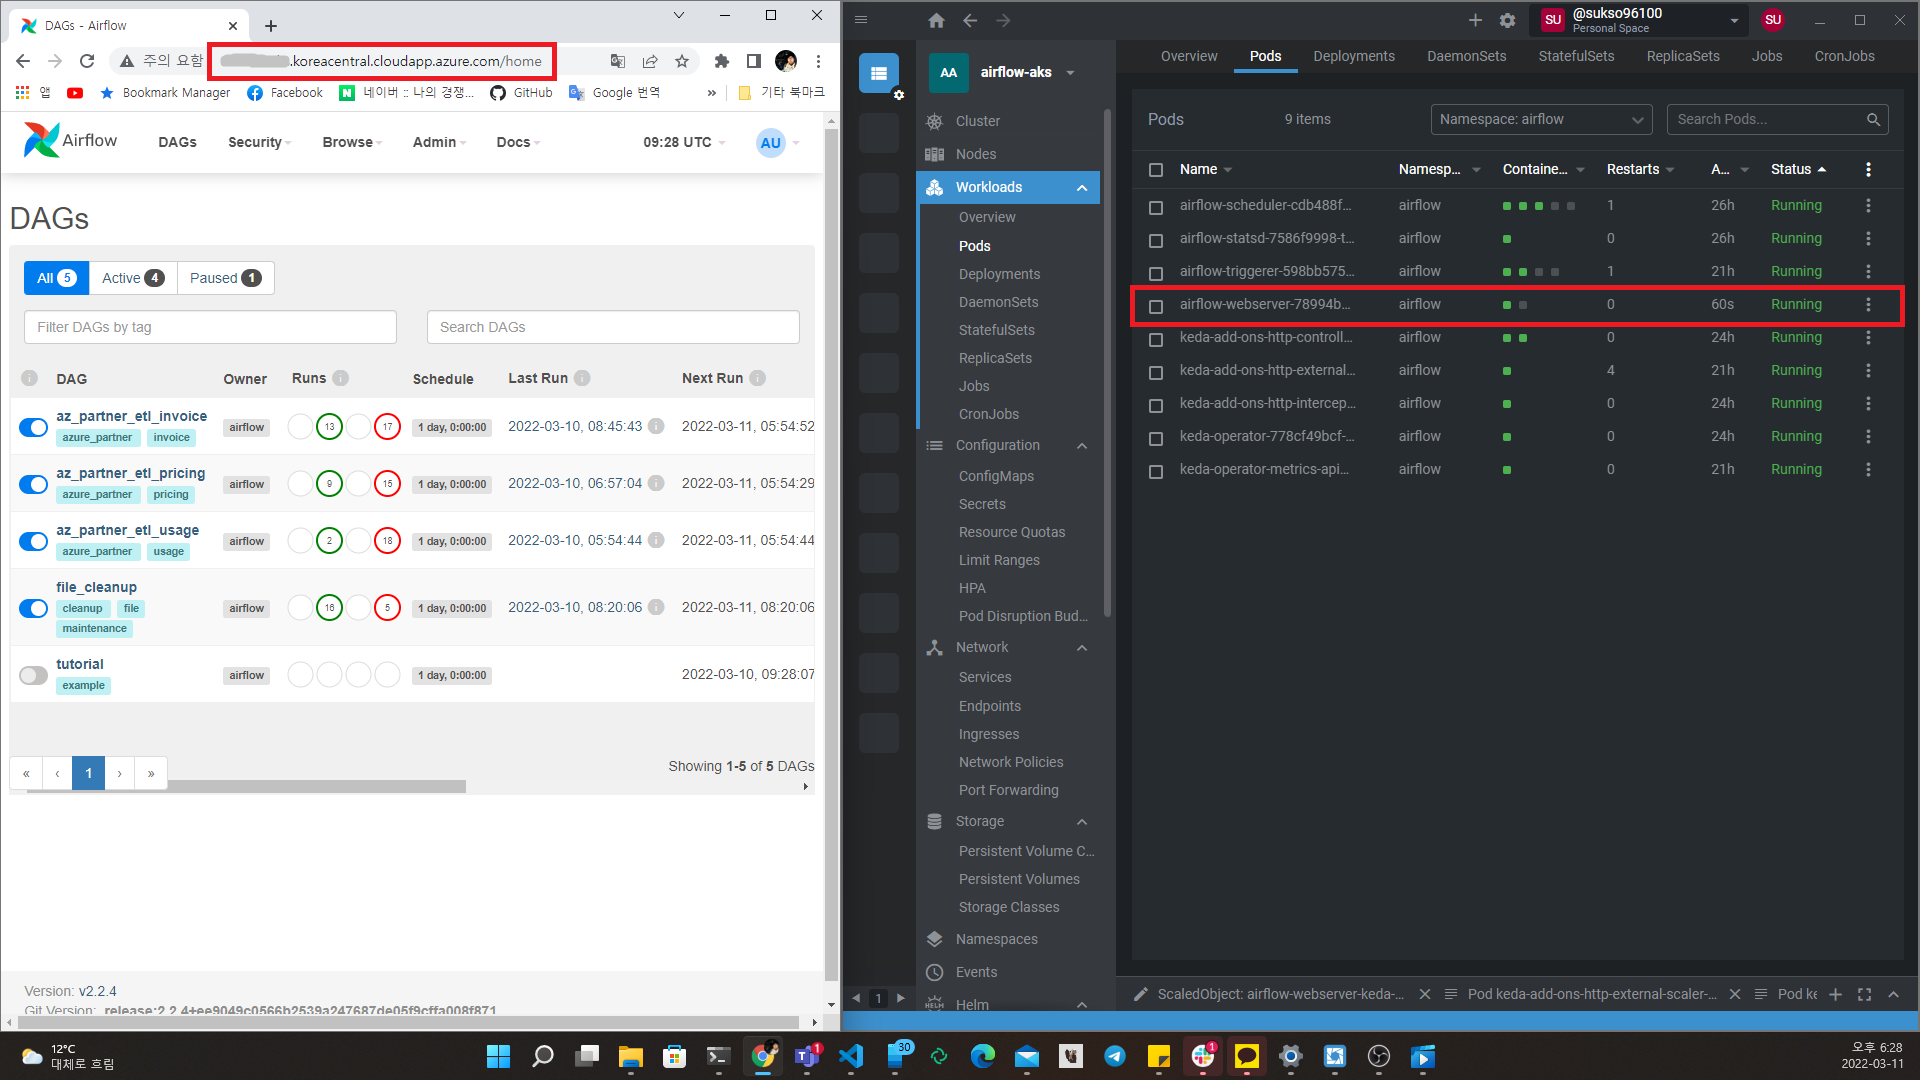 DAGs - Airflow
주의 요함
.koreacentral.cloudapp.azure.com/home
앱
Bookmark Manager
Facebook
네이버 :: 나의 경쟁...
GitHub
Google 번역
»
기타 북마크
Airflow
DAGs
Security
Browse
Admin
Docs
09:28 UTC
AU
DAGs
All 5
Active 4
Paused 1
Filter DAGs by tag
Search DAGs
DAG
Owner
Runs
Schedule
Last Run
Next Run
az_partner_etl_invoice
azure_partner
invoice
airflow
13
17
1 day, 0:00:00
2022-03-10, 08:45:43
2022-03-11, 05:54:52
az_partner_etl_pricing
azure_partner
pricing
airflow
9
15
1 day, 0:00:00
2022-03-10, 06:57:04
2022-03-11, 05:54:29
az_partner_etl_usage
azure_partner
usage
airflow
2
18
1 day, 0:00:00
2022-03-10, 05:54:44
2022-03-11, 05:54:44
file_cleanup
cleanup
file
maintenance
airflow
16
5
1 day, 0:00:00
2022-03-10, 08:20:06
2022-03-11, 08:20:06
tutorial
example
airflow
1 day, 0:00:00
2022-03-10, 09:28:07
« ‹ 1 › »
Showing 1-5 of 5 DAGs
Version: v2.2.4
Git Version: .release:2.2.4+ee9049c0566b2539a247687de05f9cffa008f871
SU
@sukso96100
Personal Space
SU
AA
airflow-aks
Cluster
Nodes
Workloads
Overview
Pods
Deployments
DaemonSets
StatefulSets
ReplicaSets
Jobs
CronJobs
Configuration
ConfigMaps
Secrets
Resource Quotas
Limit Ranges
HPA
Pod Disruption Bud...
Network
Services
Endpoints
Ingresses
Network Policies
Port Forwarding
Storage
Persistent Volume C...
Persistent Volumes
Storage Classes
Namespaces
Events
Helm
1
Overview
Pods
Deployments
DaemonSets
StatefulSets
ReplicaSets
Jobs
CronJobs
Pods
9 items
Namespace: airflow
Search Pods...
Name
Namesp...
Containe...
Restarts
A...
Status
airflow-scheduler-cdb488f... airflow 1 26h Running
airflow-statsd-7586f9998-t... airflow 0 26h Running
airflow-triggerer-598bb575... airflow 1 21h Running
airflow-webserver-78994b... airflow 0 60s Running
keda-add-ons-http-controll... airflow 0 24h Running
keda-add-ons-http-external... airflow 4 21h Running
keda-add-ons-http-intercep... airflow 0 24h Running
keda-operator-778cf49bcf-... airflow 0 24h Running
keda-operator-metrics-api... airflow 0 21h Running
ScaledObject: airflow-webserver-keda-...
Pod keda-add-ons-http-external-scaler-...
Pod ke
12°C
대체로 흐림
1
30
1
오후 6:28
2022-03-11